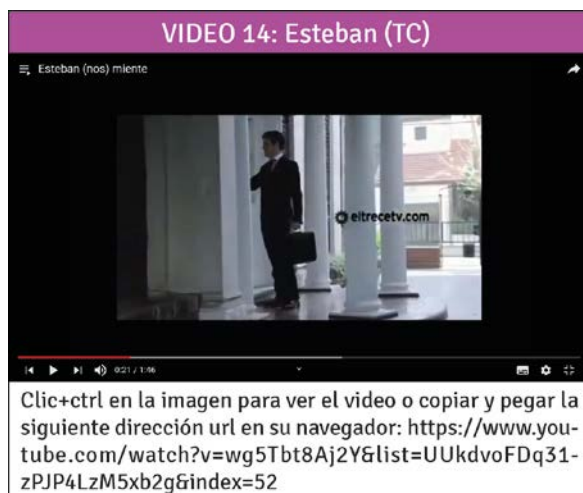 VIDEO 14: Esteban (TC)
Esteban (nos) miente
eltrecetv.com
0:21 / 1:46
Clic+ctrl en la imagen para ver el video o copiar y pegar la
siguiente dirección url en su navegador: https://www.you-
tube.com/watch?v=wg5Tbt8Aj2Y&list=UUkdvoFDq31-
zPJP4LzM5xb2g&index=52